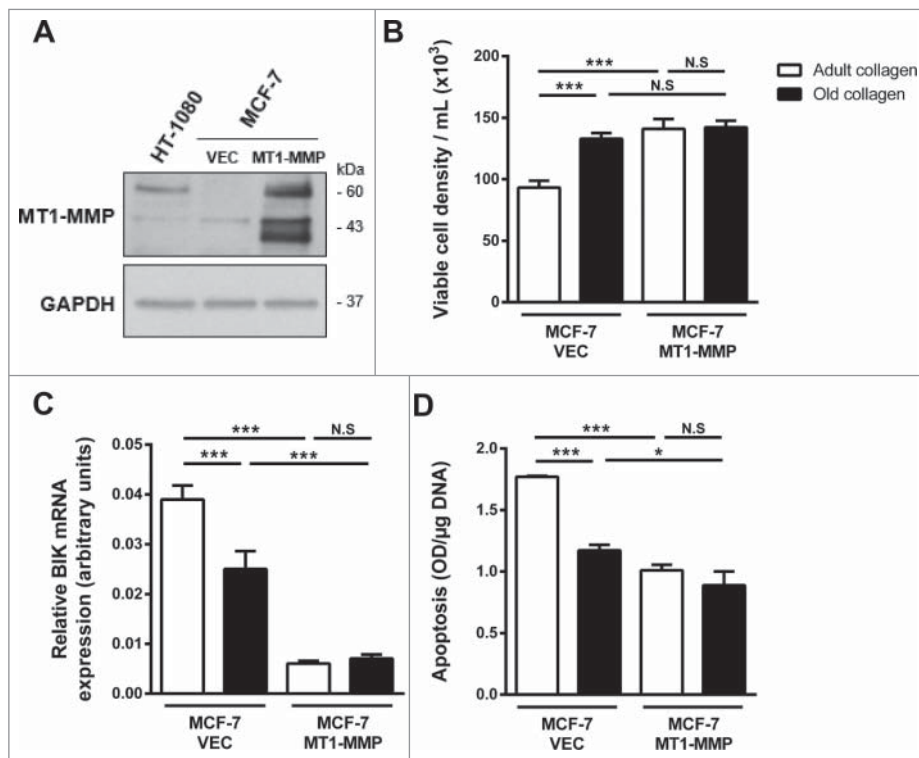 A
HT-1080
MCF-7
VEC MT1-MMP
kDa
MT1-MMP
- 60
- 43
GAPDH
- 37
B
Viable cell density / mL (x10³)
200
150
100
50
0
***
N.S
***
N.S
MCF-7
VEC
MCF-7
MT1-MMP
Adult collagen
Old collagen
C
Relative BIK mRNA
expression (arbitrary units)
0.05
0.04
0.03
0.02
0.01
0.00
***
N.S
***
***
MCF-7
VEC
MCF-7
MT1-MMP
D
Apoptosis (OD/µg DNA)
2.0
1.5
1.0
0.5
0.0
***
N.S
***
*
MCF-7
VEC
MCF-7
MT1-MMP